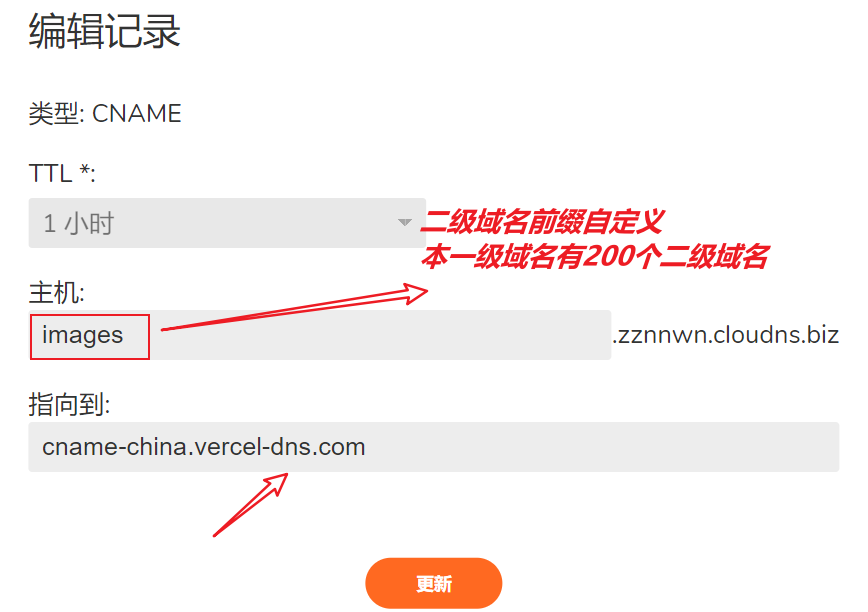 编辑记录
类型: CNAME
TTL *:
1 小时
二级域名前缀自定义
本一级域名有200个二级域名
主机:
images
.zznnwn.cloudns.biz
指向到:
cname-china.vercel-dns.com
更新